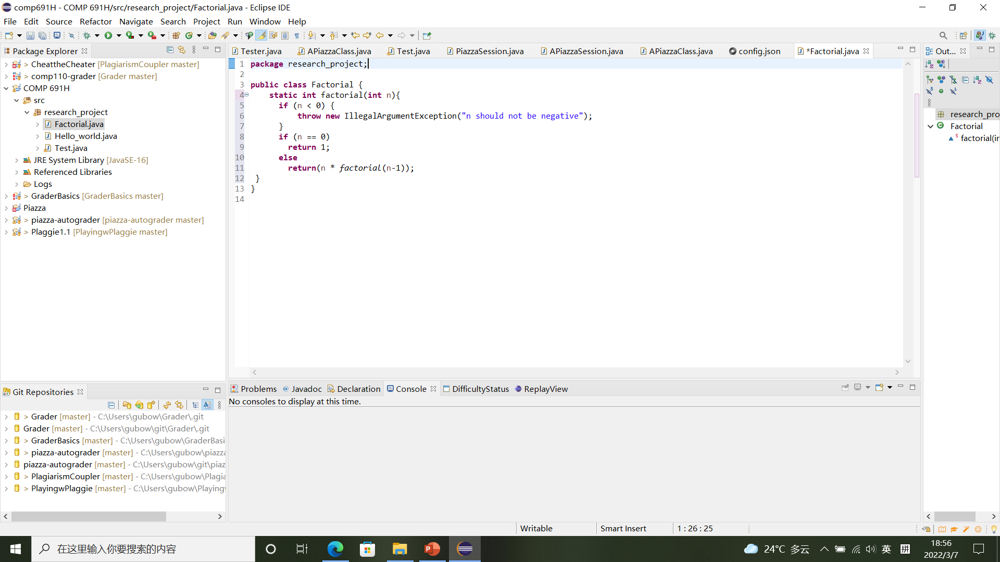 comp691H - COMP 691H/src/research_project/Factorial.java - Eclipse IDE
File Edit Source Refactor Navigate Search Project Run Window Help
Package Explorer
> CheattheCheater [PlagiarismCoupler master]
> comp110-grader [Grader master]
COMP 691H
src
research_project
Factorial.java
Hello_world.java
Test.java
JRE System Library [JavaSE-16]
Referenced Libraries
Logs
> GraderBasics [GraderBasics master]
Piazza
> piazza-autograder [piazza-autograder master]
> Plaggie1.1 [PlayingwPlaggie master]
Git Repositories
> Grader [master] - C:\Users\gubow\Grader\.git
Grader [master] - C:\Users\gubow\git\Grader\.git
> GraderBasics [master] - C:\Users\gubow\GraderBasi
> piazza-autograder [master] - C:\Users\gubow\piazza
piazza-autograder [master] - C:\Users\gubow\git\piaz
> PlagiarismCoupler [master] - C:\Users\gubow\Plagia
> PlayingwPlaggie [master] - C:\Users\gubow\Playingw
Tester.java APiazzaClass.java Test.java PiazzaSession.java APiazzaSession.java APiazzaClass.java config.json *Factorial.java
1 package research_project;
2
3 public class Factorial {
4 static int factorial(int n){
5 if (n < 0) {
6 throw new IllegalArgumentException("n should not be negative");
7 }
8 if (n == 0)
9 return 1;
10 else
11 return(n * factorial(n-1));
12 }
13 }
14
Problems @ Javadoc Declaration Console DifficultyStatus ReplayView
No consoles to display at this time.
Out...
research_pro
Factorial
factorial(in
Writable Smart Insert 1 : 26 : 25
在这里输入你要搜索的内容
24°C 多云 英 拼
18:56
2022/3/7